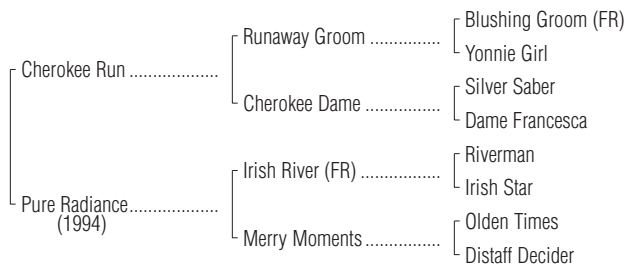 Blushing Groom (FR)
Runaway Groom ...............
Yonnie Girl
Cherokee Run ...................
Silver Saber
Cherokee Dame ................
Dame Francesca
Riverman
Irish River (FR) .................
Irish Star
Pure Radiance...................
(1994)
Olden Times
Merry Moments ................
Distaff Decider